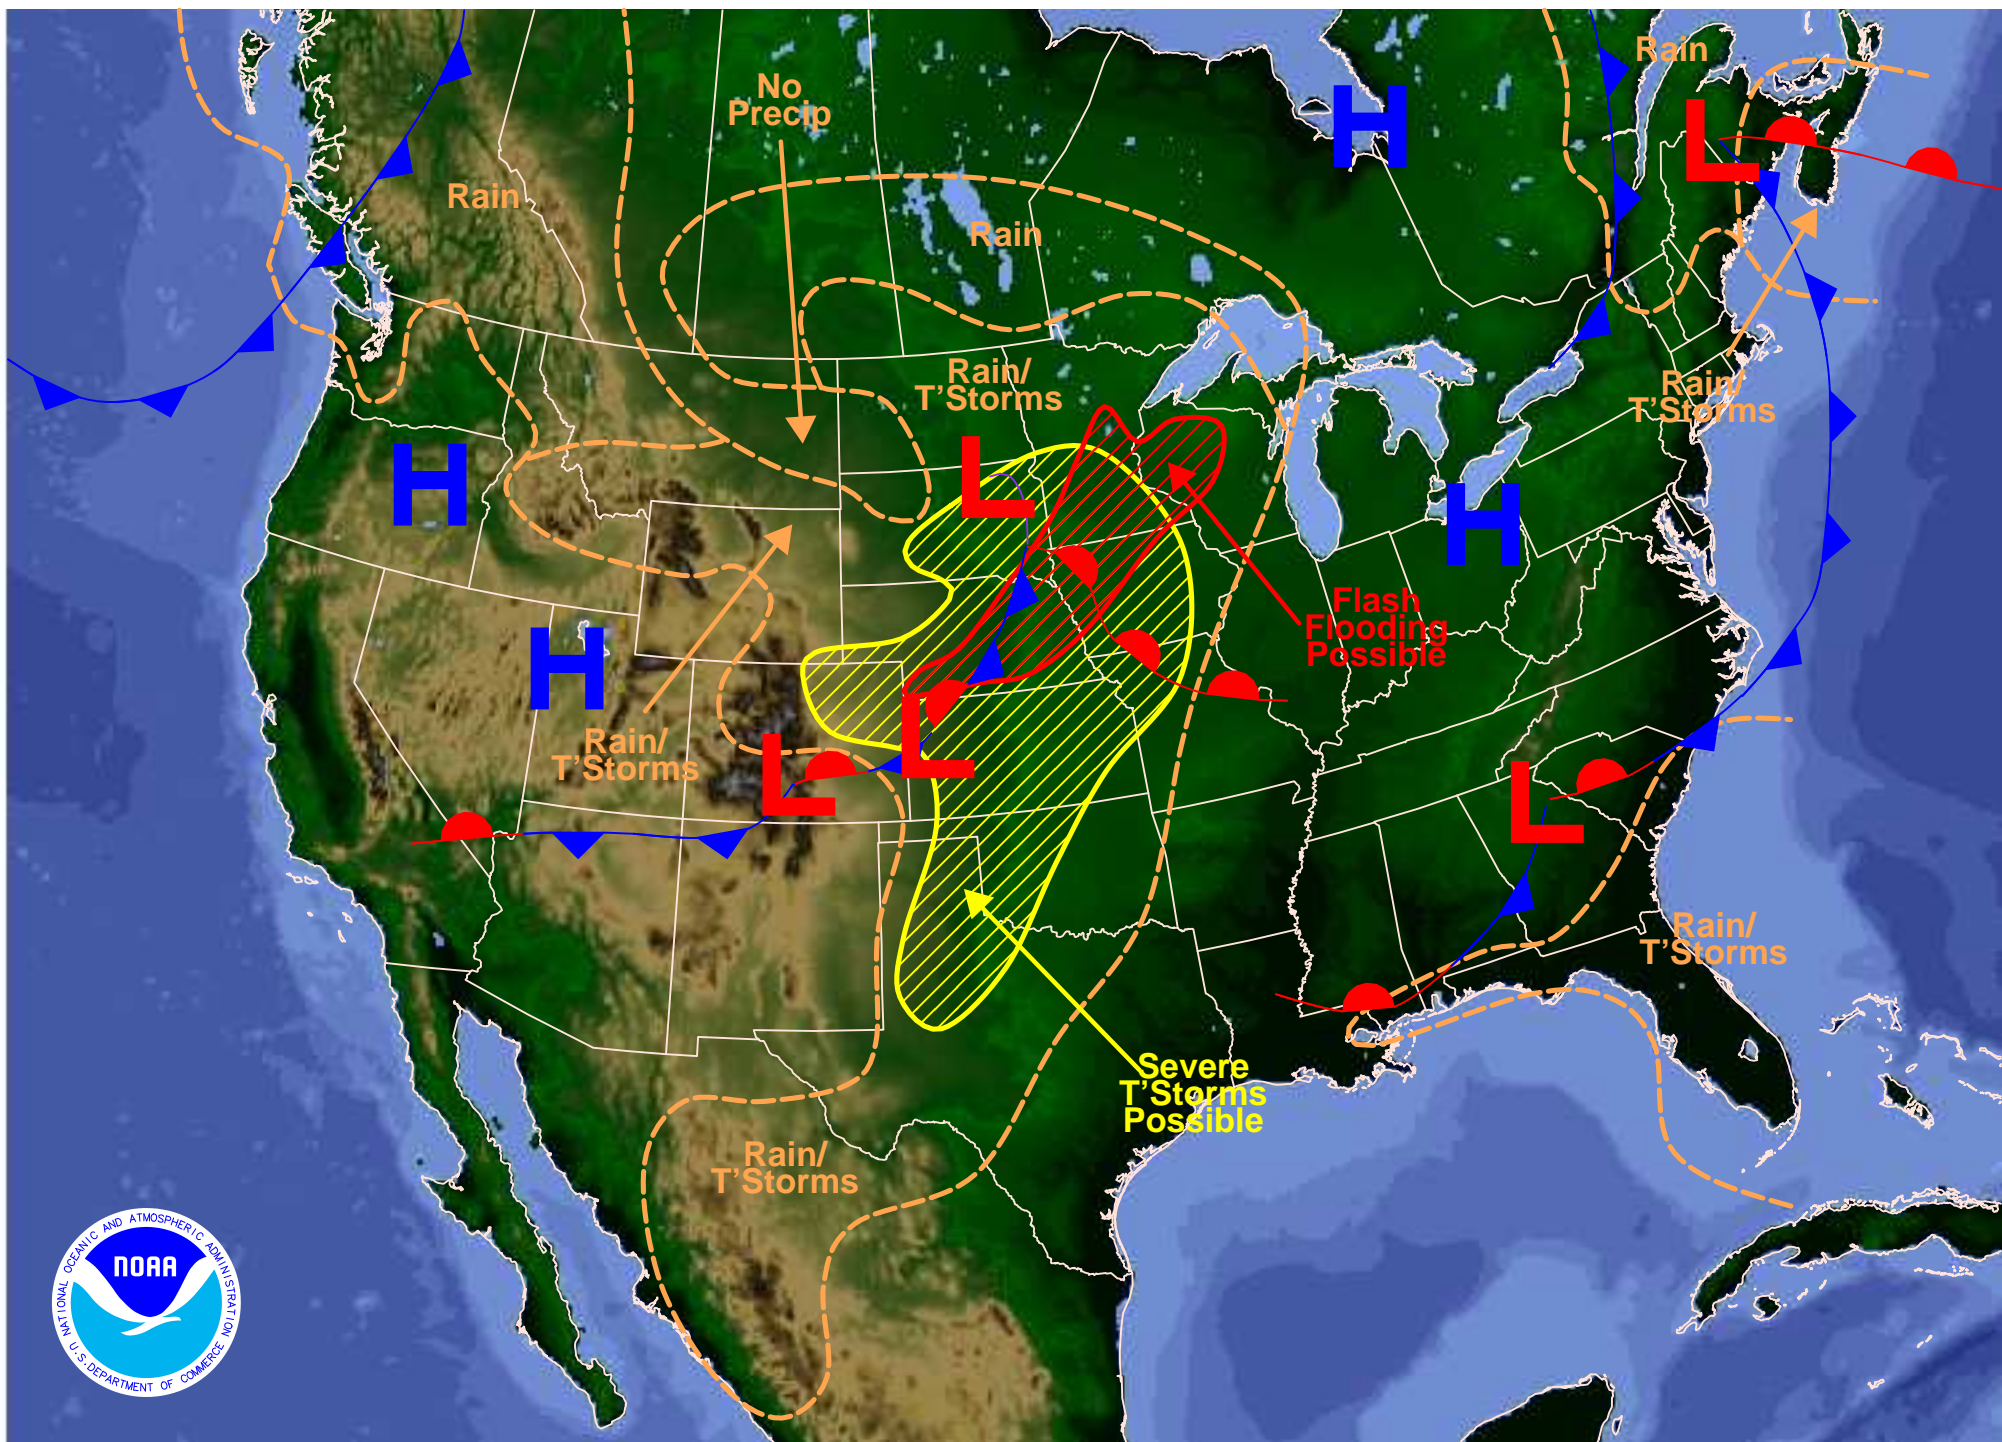 Rain
No
Precip
H
L
Rain
Rain
Rain/
T'Storms
Rain/
T'Storms
H
L
H
Flash
Flooding
Possible
H
Rain/
T'Storms
L
L
L
Rain/
T'Storms
Severe
T'Storms
Possible
Rain/
T'Storms
NATIONAL OCEANIC AND ATMOSPHERIC ADMINISTRATION
NOAA
U.S. DEPARTMENT OF COMMERCE